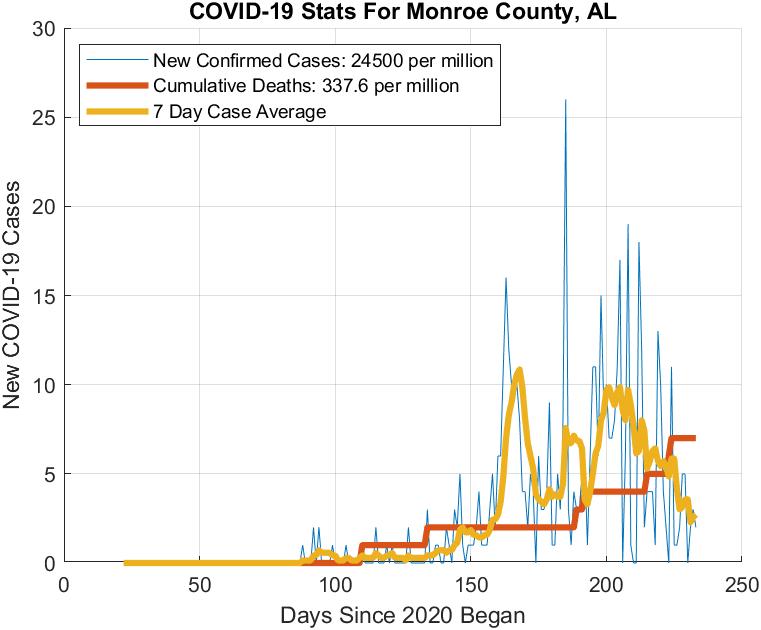 COVID-19 Stats For Monroe County, AL
30
New Confirmed Cases: 24500 per million
Cumulative Deaths: 337.6 per million
7 Day Case Average
25
20
15
10
5
0
New COVID-19 Cases
0 50 100 150 200 250
Days Since 2020 Began